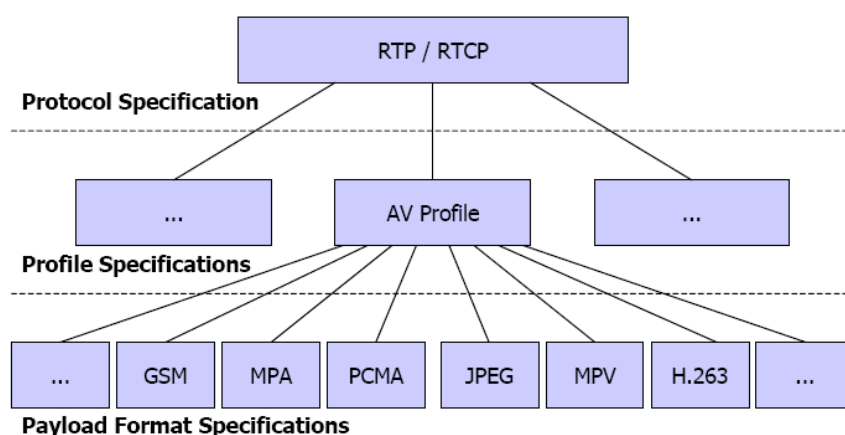 RTP / RTCP
Protocol Specification
...
AV Profile
...
Profile Specifications
...
GSM
MPA
PCMA
JPEG
MPV
H.263
...
Payload Format Specifications